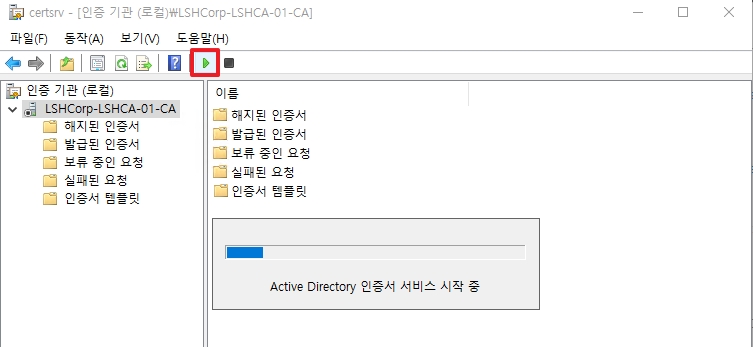 certsrv - [인증 기관 (로컬)₩LSHCorp-LSHCA-01-CA]
파일(F) 동작(A) 보기(V) 도움말(H)
인증 기관 (로컬)
LSHCorp-LSHCA-01-CA
해지된 인증서
발급된 인증서
보류 중인 요청
실패한 요청
인증서 템플릿
이름
해지된 인증서
발급된 인증서
보류 중인 요청
실패한 요청
인증서 템플릿
Active Directory 인증서 서비스 시작 중